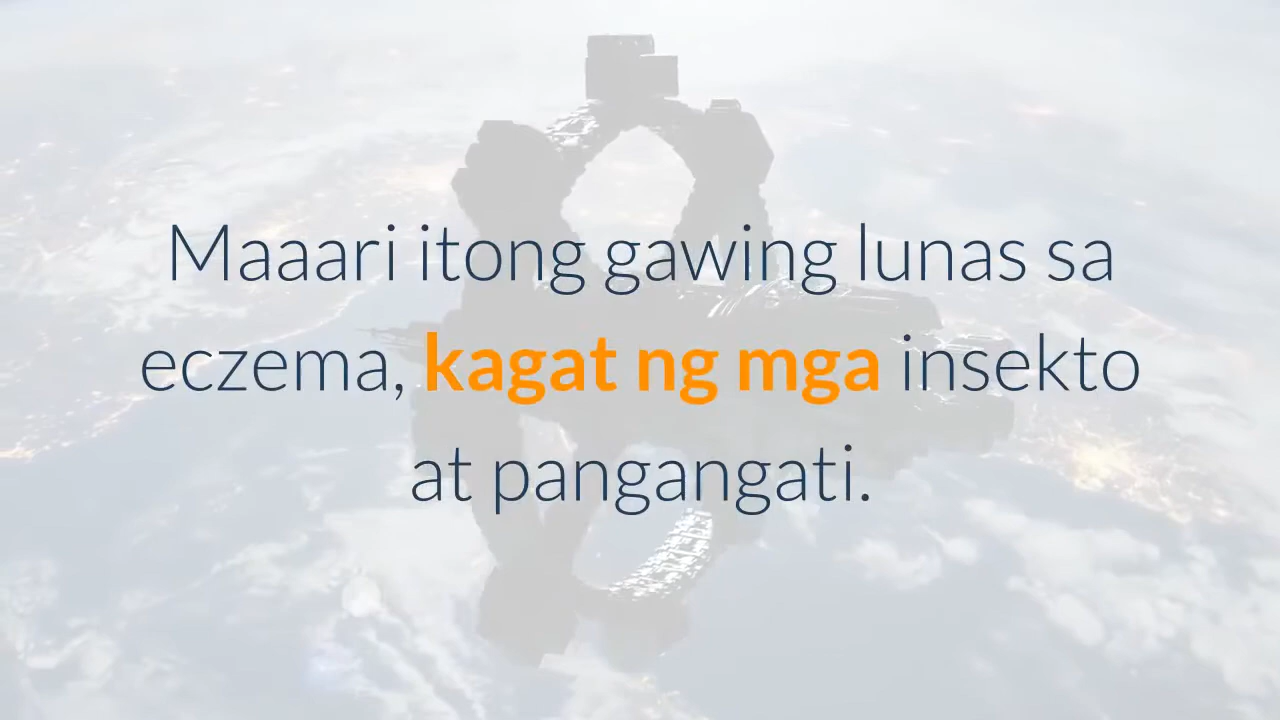 Maaari itong gawing lunas sa
eczema, kagat ng mga insekto
at pangangati.